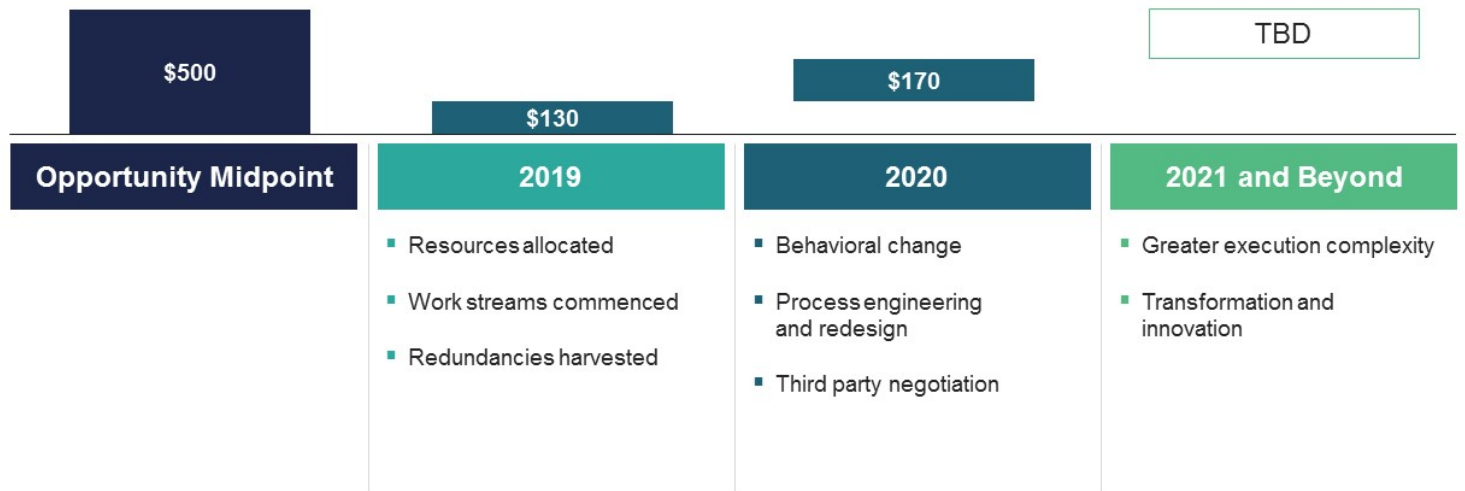 $500
$130
$170
TBD
Opportunity Midpoint
2019
2020
2021 and Beyond
▪ Resources allocated
▪ Work streams commenced
▪ Redundancies harvested
▪ Behavioral change
▪ Process engineering
and redesign
▪ Third party negotiation
▪ Greater execution complexity
▪ Transformation and
innovation